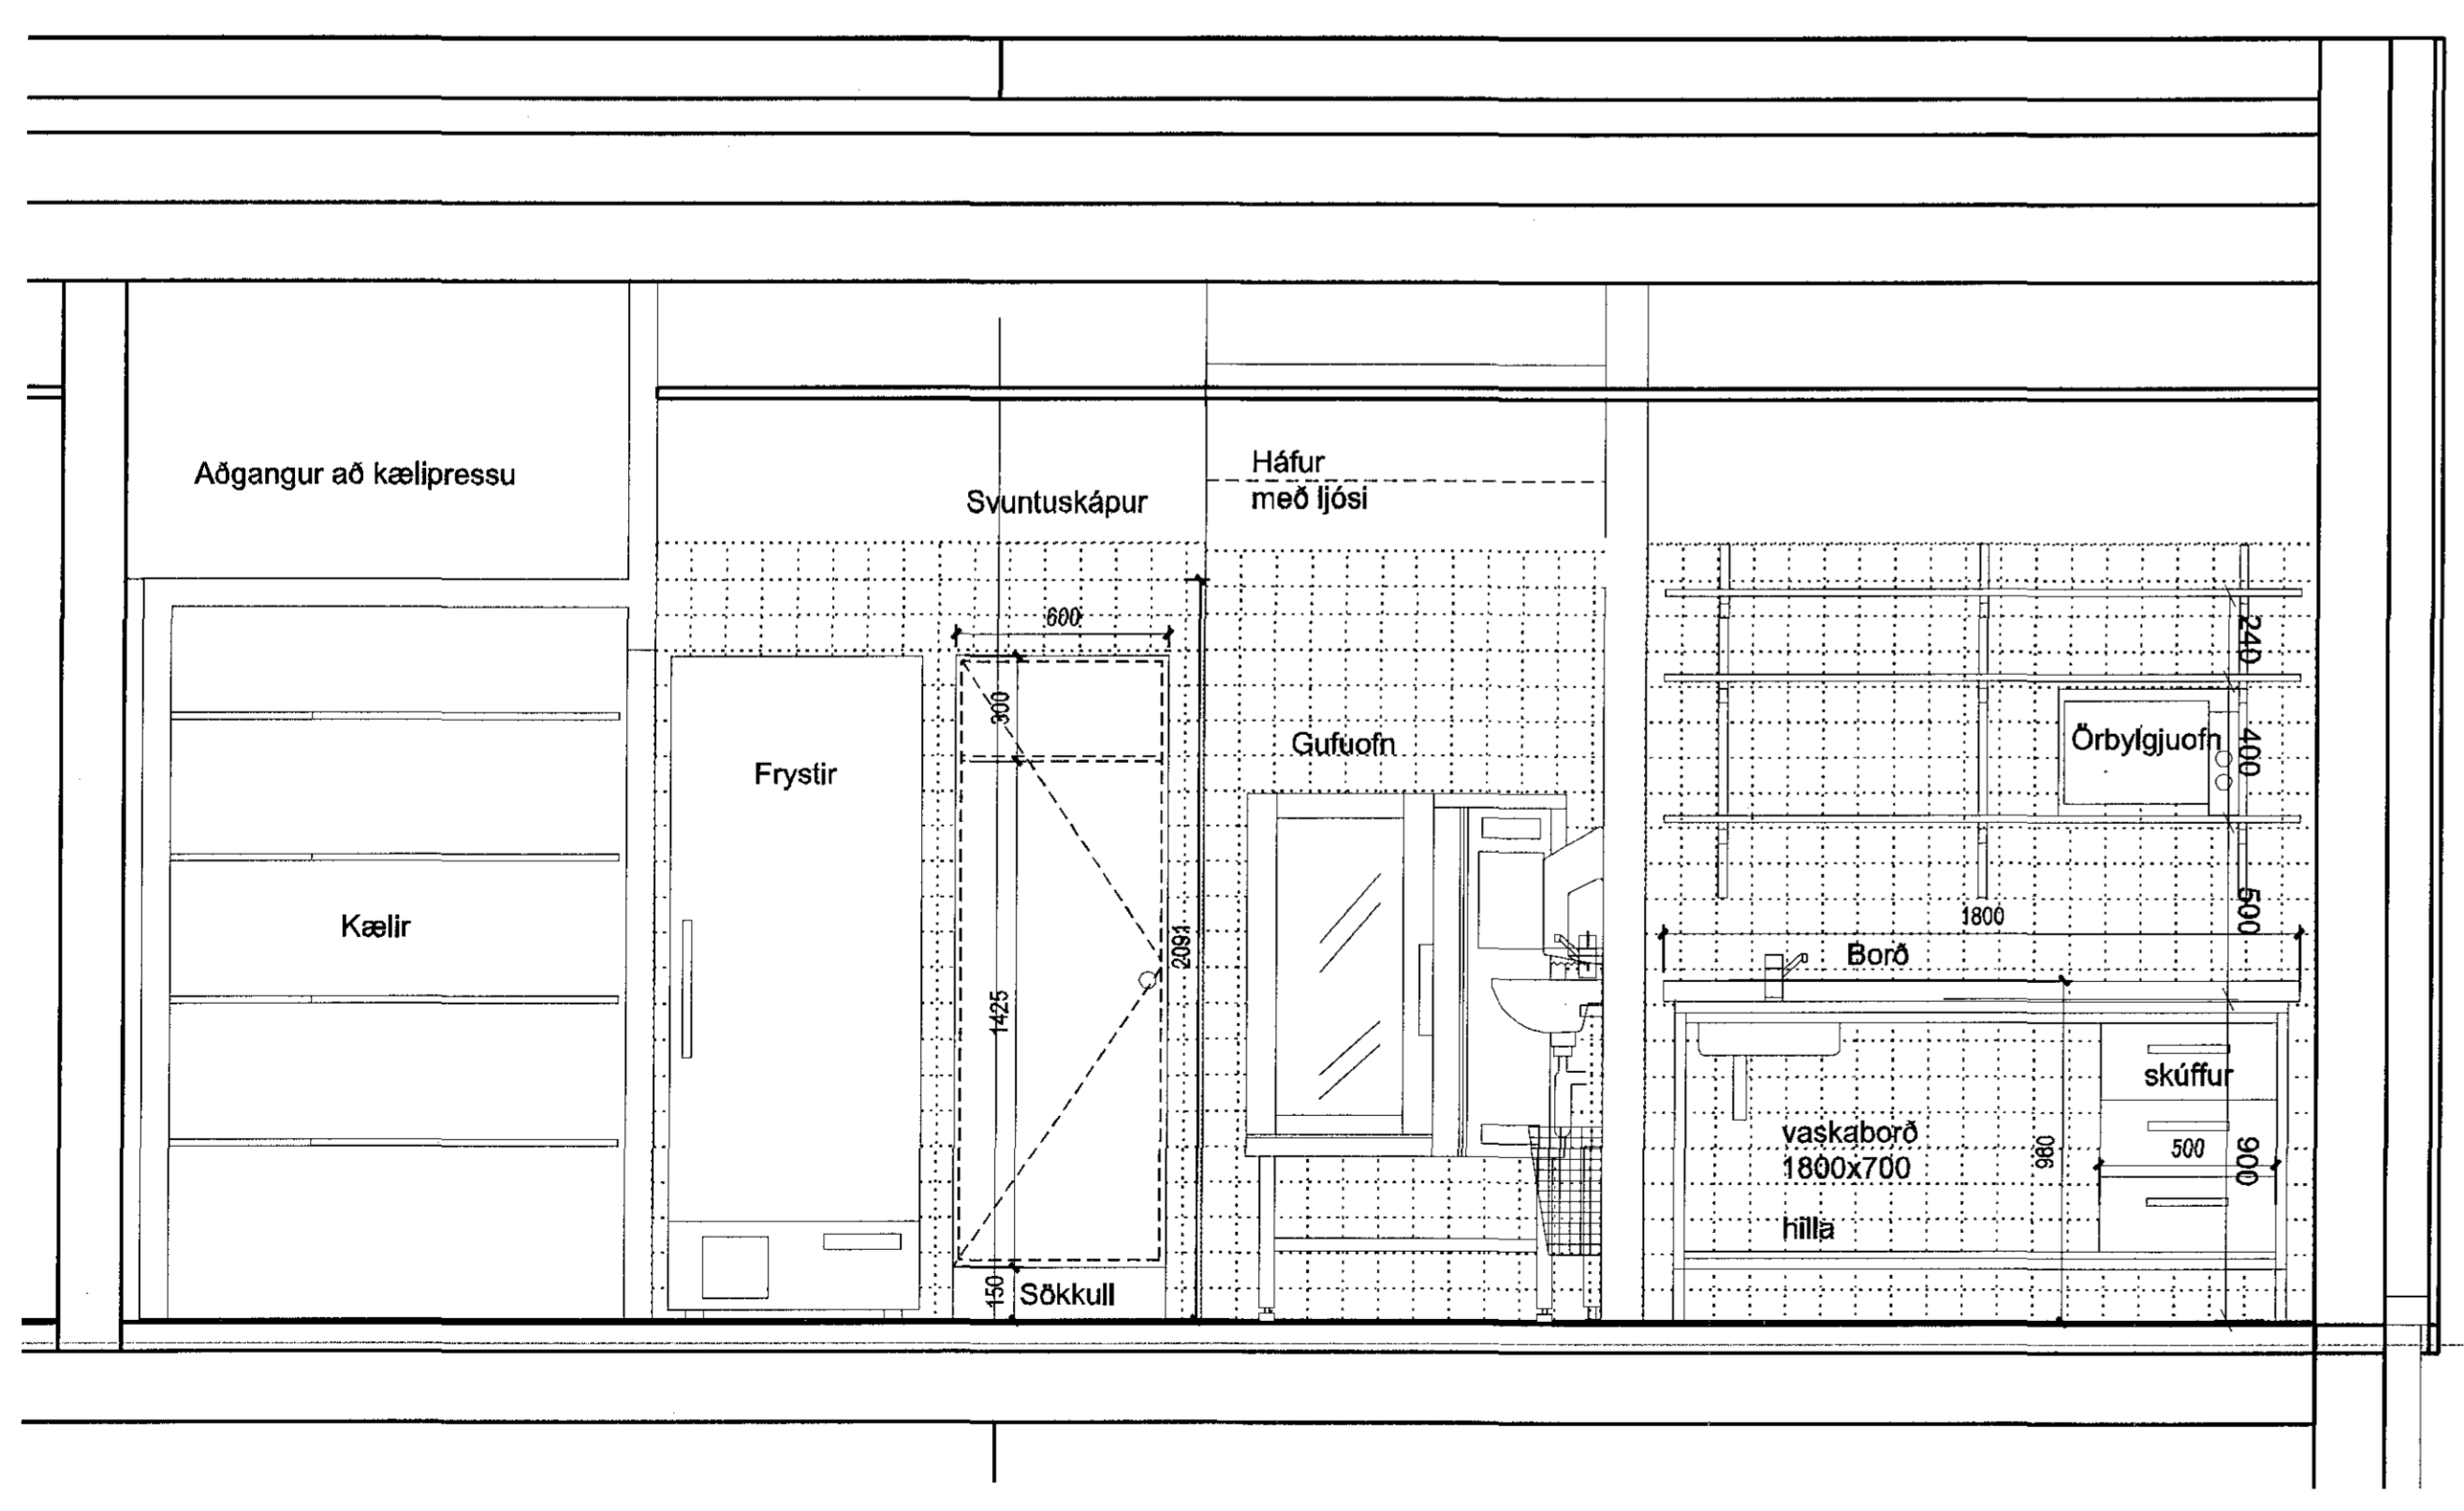 Aðgangur að kælipressu
Svuntuskápur
Háfur
með ljósi
600
240
300
Frystir
Gufuofn
Örbylgjuofn
400
Kælir
500
1800
Borð
2091
1425
skúffur
vaskaborð
1800x700
980
500
900
hilla
150
Sökkull